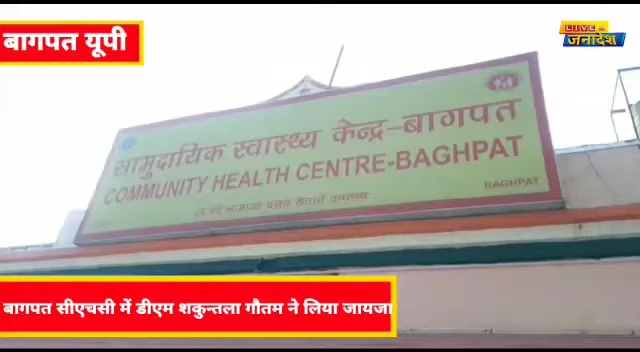 बागपत यूपी
LIVE
जनादेश
सामुदायिक स्वास्थ्य केन्द्र-बागपत
COMMUNITY HEALTH CENTRE-BAGHPAT
BAGHPAT
बागपत सीएचसी में डीएम शकुन्तला गौतम ने लिया जायजा